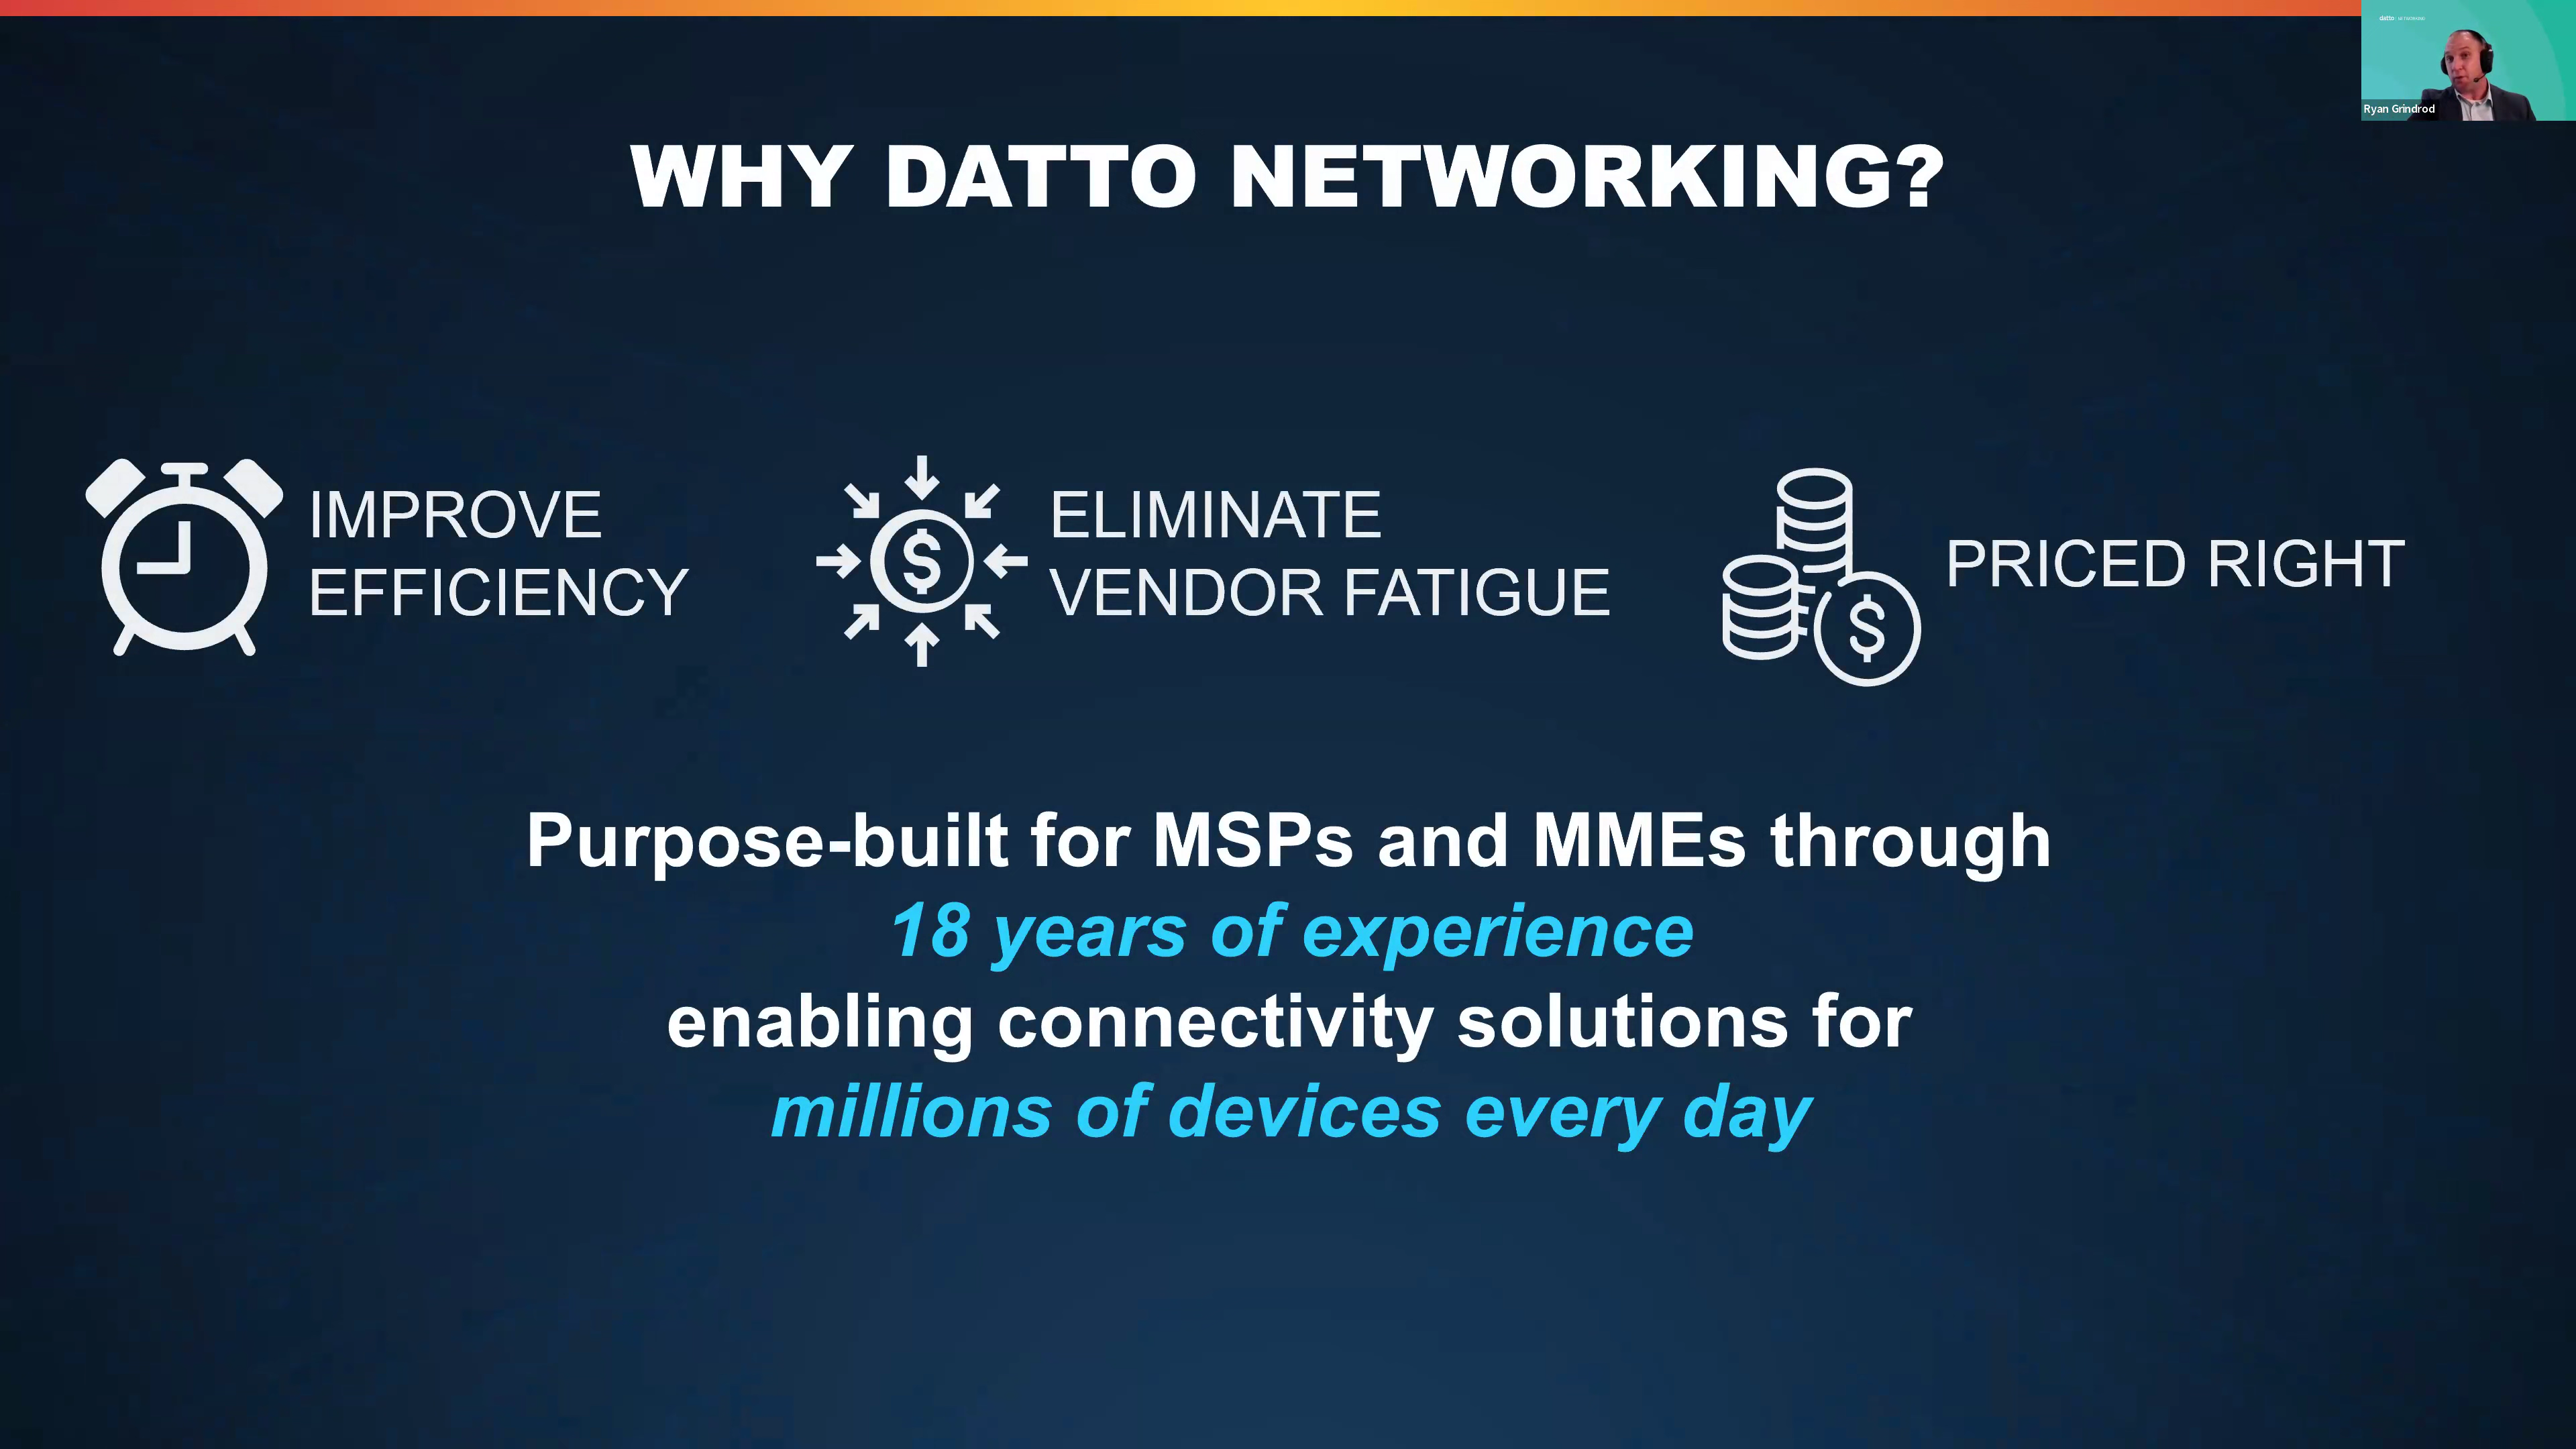 datto
Ryan Grindrod
WHY DATTO NETWORKING?
IMPROVE
EFFICIENCY
ELIMINATE
VENDOR FATIGUE
PRICED RIGHT
Purpose-built for MSPs and MMEs through
18 years of experience
enabling connectivity solutions for
millions of devices every day